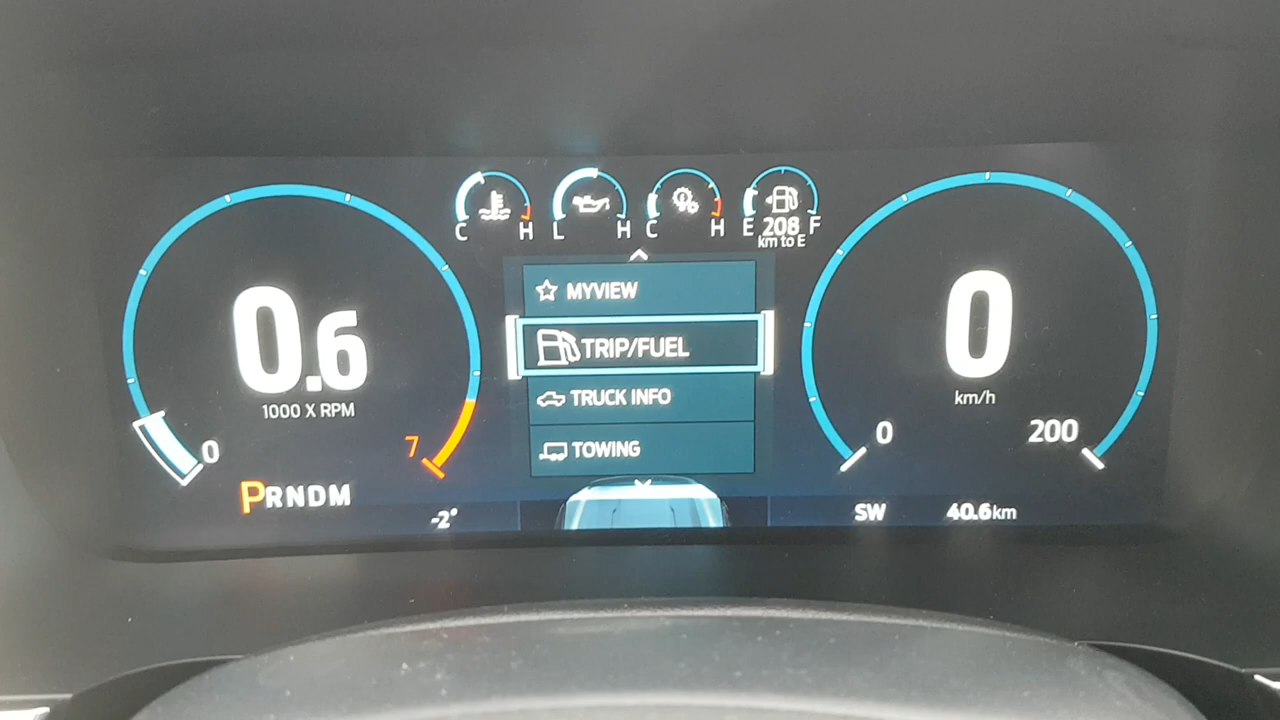 C H L H C H E 208 F
km to E
MYVIEW
TRIP/FUEL
TRUCK INFO
TOWING
0.6
1000 X RPM
0 7
PRNDM
-2°
0
km/h
0 200
SW 40.6km